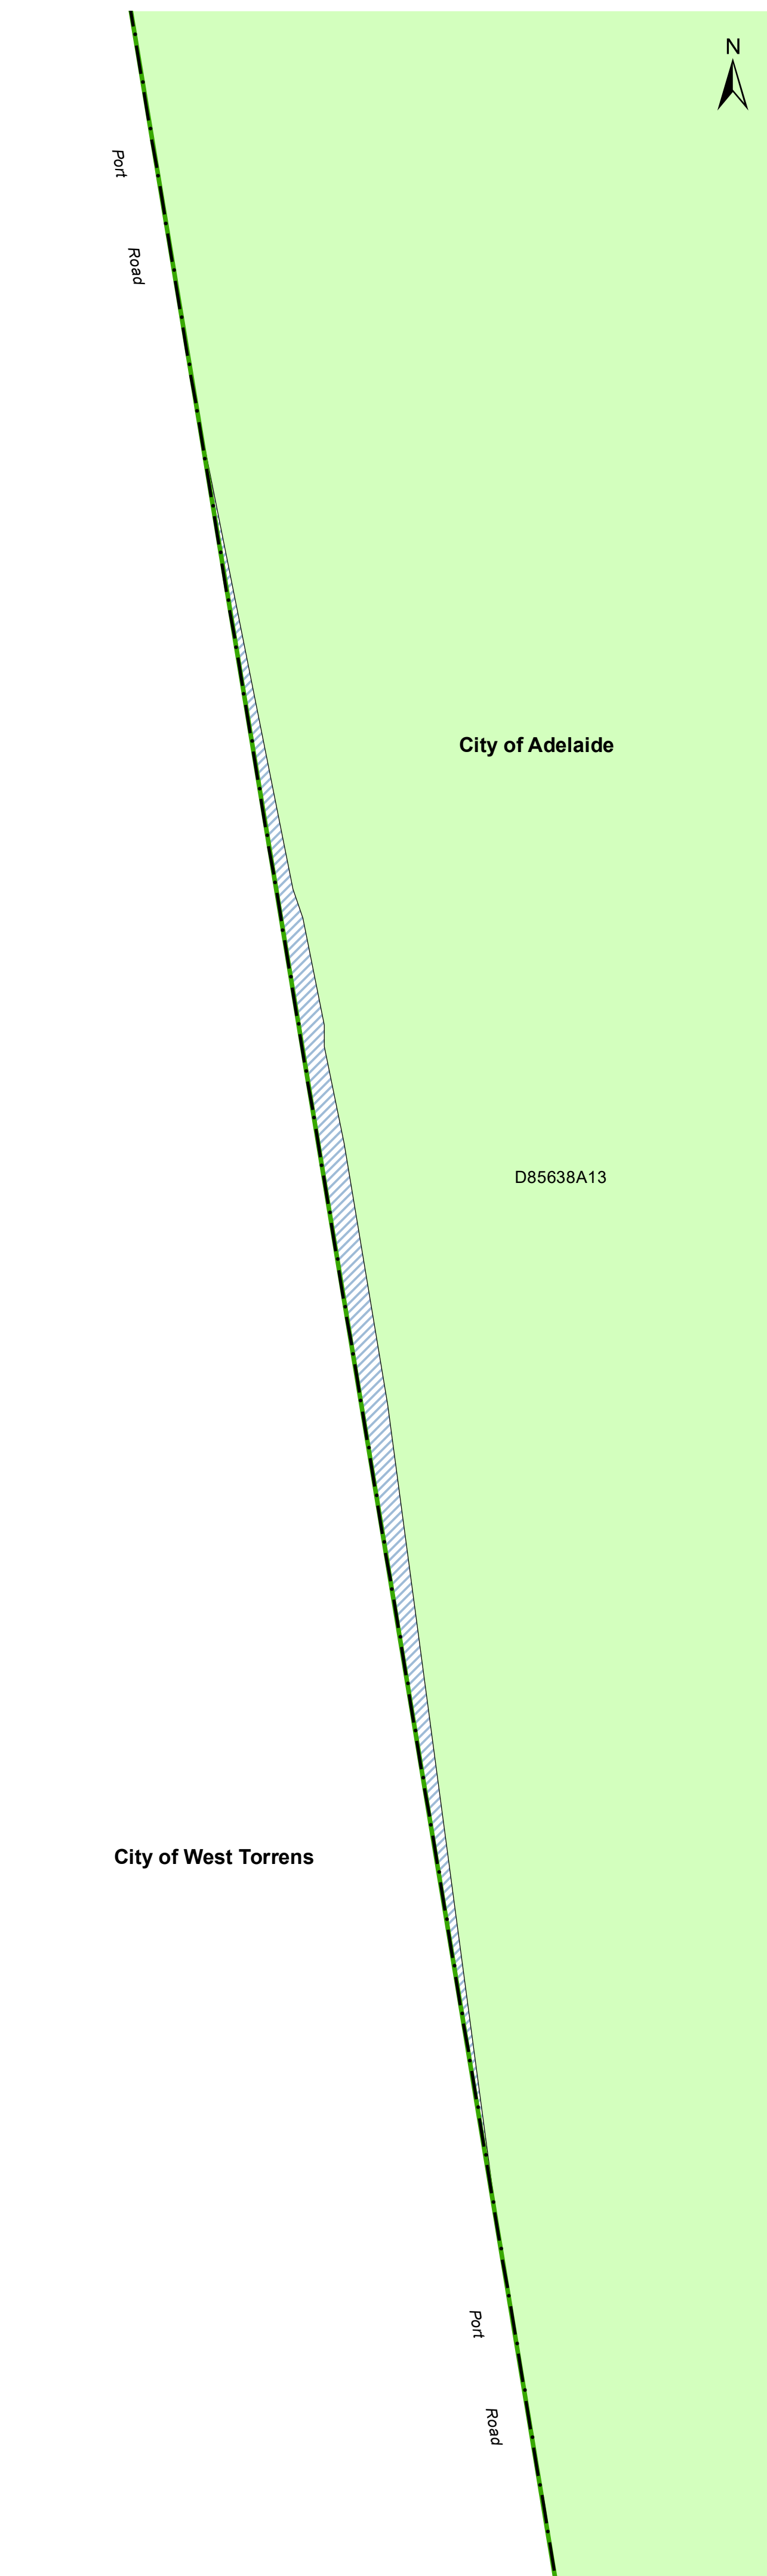 N
Port
Road
City of Adelaide
D85638A13
City of West Torrens
Port
Road